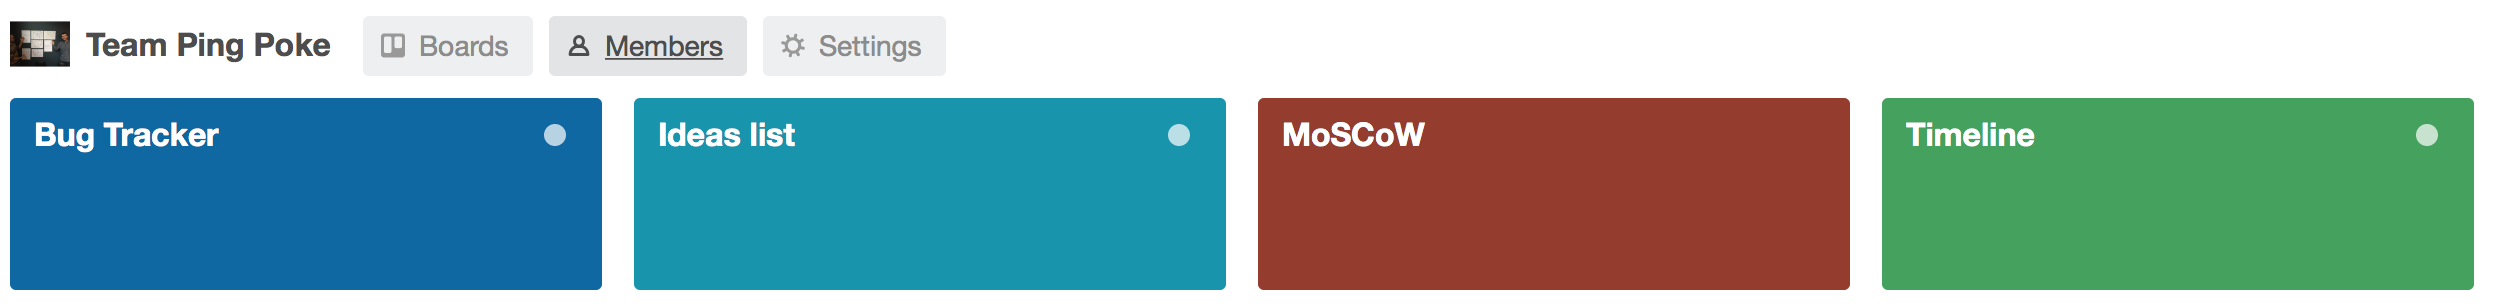 Team Ping Poke Boards Members Settings
Bug Tracker Ideas list MoSCoW Timeline